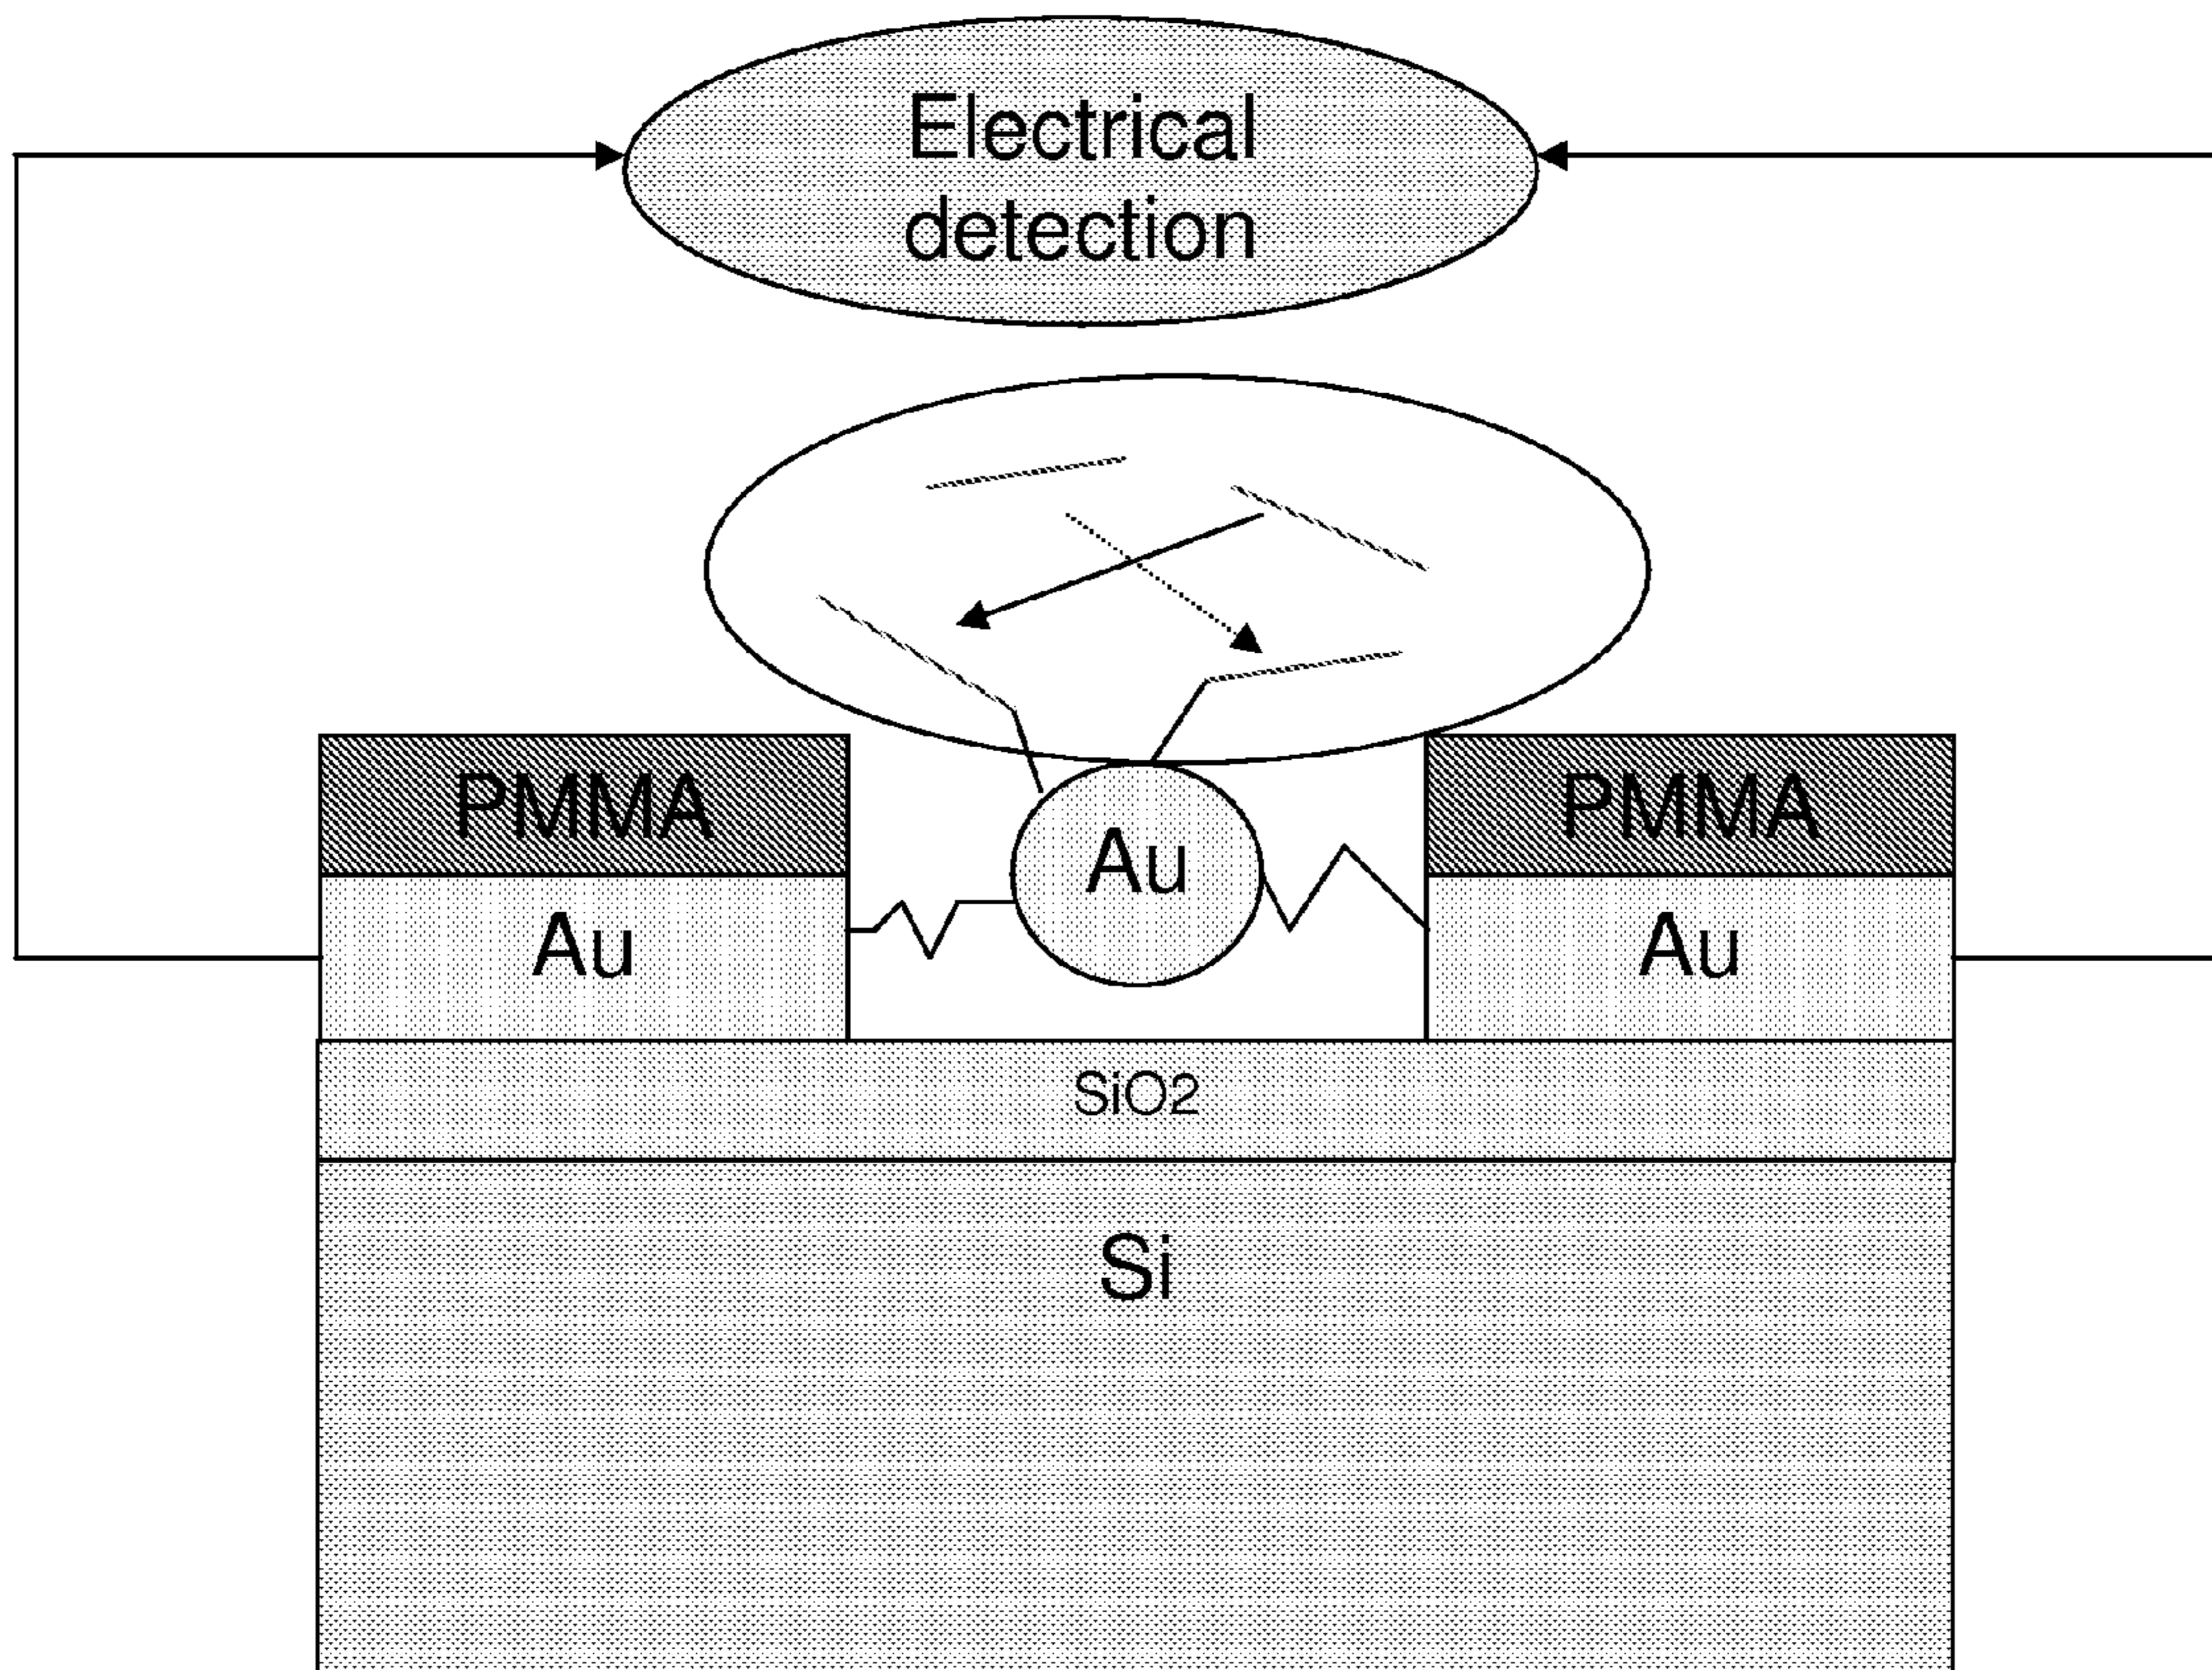 Electrical
detection
PMMA
PMMA
Au
Au
Au
SiO2
Si